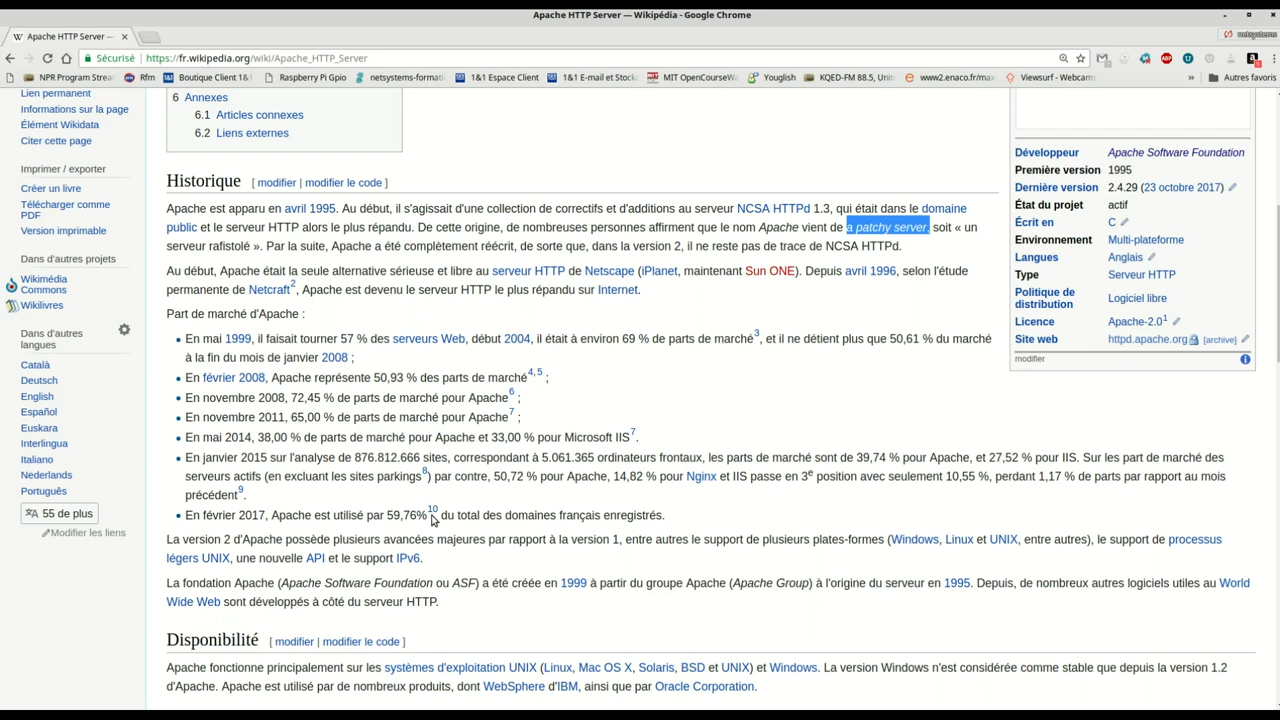 Apache HTTP Server — Wikipédia - Google Chrome
netsystems
W Apache HTTP Server —
Sécurisé https://fr.wikipedia.org/wiki/Apache_HTTP_Server
NPR Program Strea Rfm Boutique Client 1&1 Raspberry Pi Gpio netsystems-format 1&1 Espace Client 1&1 E-mail et Stock MIT OpenCourseWa Youglish KQED-FM 88.5, Uni www2.enaco.fr/max Viewsurf - Webcams » Autres favoris
Lien permanent
Informations sur la page
Élément Wikidata
Citer cette page
Imprimer / exporter
Créer un livre
Télécharger comme
PDF
Dans d'autres projets
Wikimédia
Commons
Wikilivres
Dans d'autres
langues
Català
Deutsch
English
Español
Euskara
Interlingua
Italiano
Nederlands
Português
55 de plus
Modifier les liens
6 Annexes
6.1 Articles connexes
6.2 Liens externes
Historique [ modifier | modifier le code ]
Apache est apparu en avril 1995. Au début, il s'agissait d'une collection de correctifs et d'additions au serveur NCSA HTTPd 1.3, qui était dans le domaine
public et le serveur HTTP alors le plus répandu. De cette origine, de nombreuses personnes affirment que le nom Apache vient de a patchy server, soit « un
serveur rafistolé ». Par la suite, Apache a été complètement réécrit, de sorte que, dans la version 2, il ne reste pas de trace de NCSA HTTPd.
Au début, Apache était la seule alternative sérieuse et libre au serveur HTTP de Netscape (iPlanet, maintenant Sun ONE). Depuis avril 1996, selon l'étude
permanente de Netcraft2, Apache est devenu le serveur HTTP le plus répandu sur Internet.
Part de marché d'Apache :
• En mai 1999, il faisait tourner 57 % des serveurs Web, début 2004, il était à environ 69 % de parts de marché3, et il ne détient plus que 50,61 % du marché
à la fin du mois de janvier 2008 ;
• En février 2008, Apache représente 50,93 % des parts de marché4, 5 ;
• En novembre 2008, 72,45 % de parts de marché pour Apache6 ;
• En novembre 2011, 65,00 % de parts de marché pour Apache7 ;
• En mai 2014, 38,00 % de parts de marché pour Apache et 33,00 % pour Microsoft IIS7.
• En janvier 2015 sur l'analyse de 876.812.666 sites, correspondant à 5.061.365 ordinateurs frontaux, les parts de marché sont de 39,74 % pour Apache, et 27,52 % pour IIS. Sur les parts de marché des
serveurs actifs (en excluant les sites parkings8) par contre, 50,72 % pour Apache, 14,82 % pour Nginx et IIS passe en 3e position avec seulement 10,55 %, perdant 1,17 % de parts par rapport au mois
précédent9.
• En février 2017, Apache est utilisé par 59,76%10 du total des domaines français enregistrés.
La version 2 d'Apache possède plusieurs avancées majeures par rapport à la version 1, entre autres le support de plusieurs plates-formes (Windows, Linux et UNIX, entre autres), le support de processus
légers UNIX, une nouvelle API et le support IPv6.
La fondation Apache (Apache Software Foundation ou ASF) a été créée en 1999 à partir du groupe Apache (Apache Group) à l'origine du serveur en 1995. Depuis, de nombreux autres logiciels utiles au World
Wide Web sont développés à côté du serveur HTTP.
Disponibilité [ modifier | modifier le code ]
Apache fonctionne principalement sur les systèmes d'exploitation UNIX (Linux, Mac OS X, Solaris, BSD et UNIX) et Windows. La version Windows n'est considérée comme stable que depuis la version 1.2
d'Apache. Apache est utilisé par de nombreux produits, dont WebSphere d'IBM, ainsi que par Oracle Corporation.
Développeur Apache Software Foundation
Première version 1995
Dernière version 2.4.29 (23 octobre 2017)
État du projet actif
Écrit en C
Environnement Multi-plateforme
Langues Anglais
Type Serveur HTTP
Politique de
distribution Logiciel libre
Licence Apache-2.01
Site web httpd.apache.org [archive]
modifier